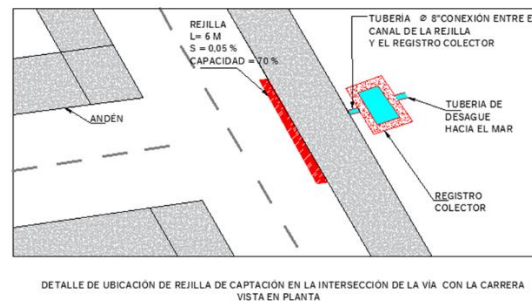 REJILLA
L= 6 M
S = 0,05 %
CAPACIDAD = 70 %
TUBERÍA Ø 8"CONEXIÓN ENTRE E
CANAL DE LA REJILLA
Y EL REGISTRO COLECTOR
ANDÉN
TUBERIA DE
DESAGUE
HACIA EL MAR
REGISTRO
COLECTOR
DETALLE DE UBICACIÓN DE REJILLA DE CAPTACIÓN EN LA INTERSECCIÓN DE LA VÍA CON LA CARRERA
VISTA EN PLANTA